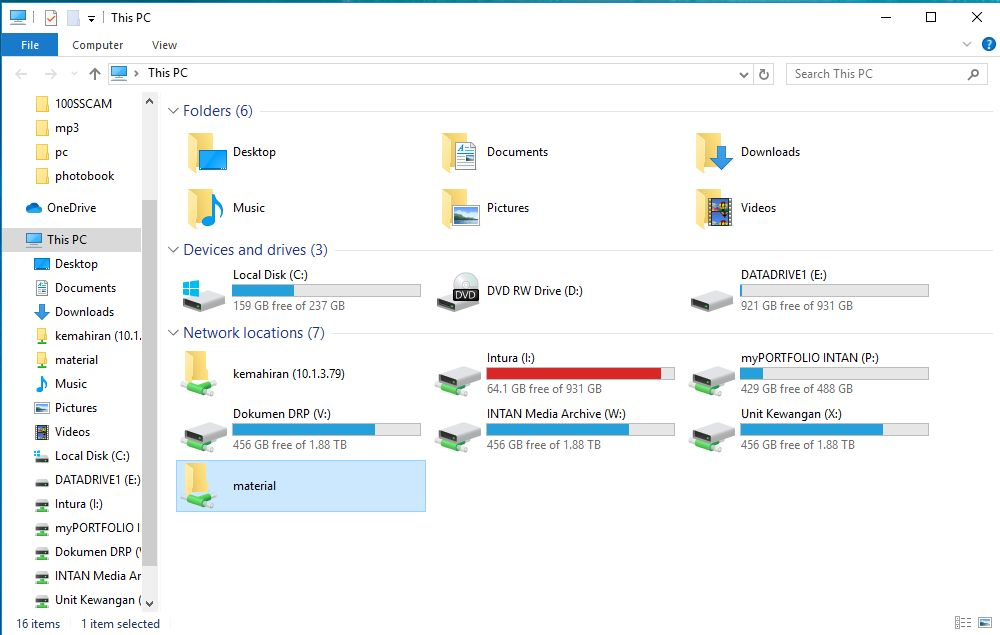 This PC
File Computer View
This PC
Search This PC
100SSCAM
mp3
pc
photobook
OneDrive
This PC
Desktop
Documents
Downloads
kemahiran (10.1.
material
Music
Pictures
Videos
Local Disk (C:)
DATADRIVE1 (E:)
Intura (I:)
myPORTFOLIO I
Dokumen DRP (V
INTAN Media Ar
Unit Kewangan (
Folders (6)
Desktop
Documents
Downloads
Music
Pictures
Videos
Devices and drives (3)
Local Disk (C:)
159 GB free of 237 GB
DVD
DVD RW Drive (D:)
DATADRIVE1 (E:)
921 GB free of 931 GB
Network locations (7)
kemahiran (10.1.3.79)
Intura (I:)
64.1 GB free of 931 GB
myPORTFOLIO INTAN (P:)
429 GB free of 488 GB
Dokumen DRP (V:)
456 GB free of 1.88 TB
INTAN Media Archive (W:)
456 GB free of 1.88 TB
Unit Kewangan (X:)
456 GB free of 1.88 TB
material
16 items 1 item selected